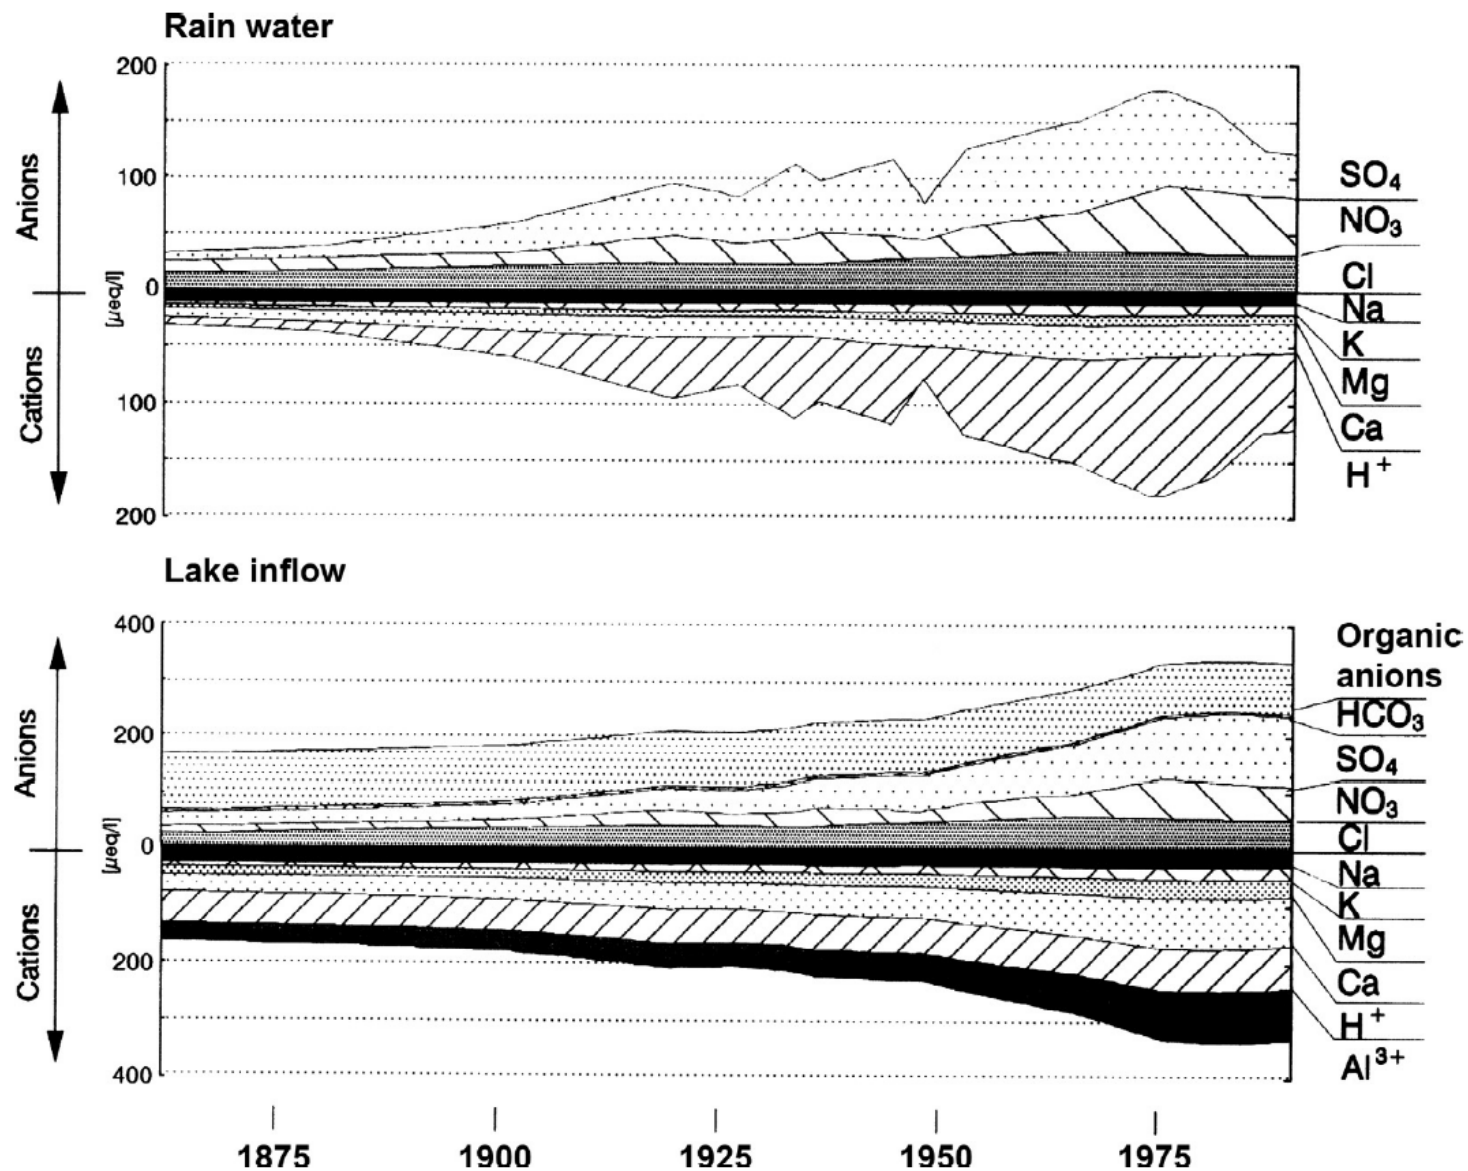 Rain water
200
100
0
100
200
Anions
[µeq/l]
Cations
SO₄
NO₃
Cl
Na
K
Mg
Ca
H⁺
Lake inflow
400
200
0
200
400
Anions
[µeq/l]
Cations
Organic
anions
HCO₃
SO₄
NO₃
Cl
Na
K
Mg
Ca
H⁺
Al³⁺
1875 1900 1925 1950 1975